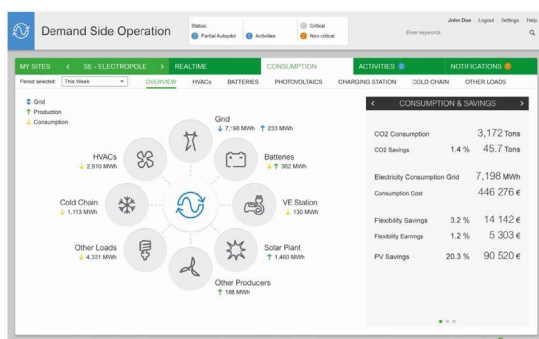 John Doe Logout Settings Help
Demand Side Operation
Status:
Partial Autopilot
Activities
Critical
Non critical
Enter keywords
MY SITES < SE - ELECTROPOLE > REALTIME CONSUMPTION ACTIVITIES NOTIFICATIONS
Period selected: This Week OVERVIEW HVACs BATTERIES PHOTOVOLTAICS CHARGING STATION COLD CHAIN OTHER LOADS
Grid
Production
Consumption
Grid
↓ 7,198 MWh ↑ 233 MWh
HVACs
↓ 2,910 MWh
Batteries
↓↑ 362 MWh
Cold Chain
↓ 1,113 MWh
VE Station
↓ 130 MWh
Other Loads
↓ 4,331 MWh
Solar Plant
↑ 1,460 MWh
Other Producers
↑ 188 MWh
< CONSUMPTION & SAVINGS >
CO2 Consumption 3,172 Tons
CO2 Savings 1.4 % 45.7 Tons
Electricity Consumption Grid 7,198 MWh
Consumption Cost 446 276 €
Flexibility Savings 3.2 % 14 142 €
Flexibility Earnings 1.2 % 5 303 €
PV Savings 20.3 % 90 520 €